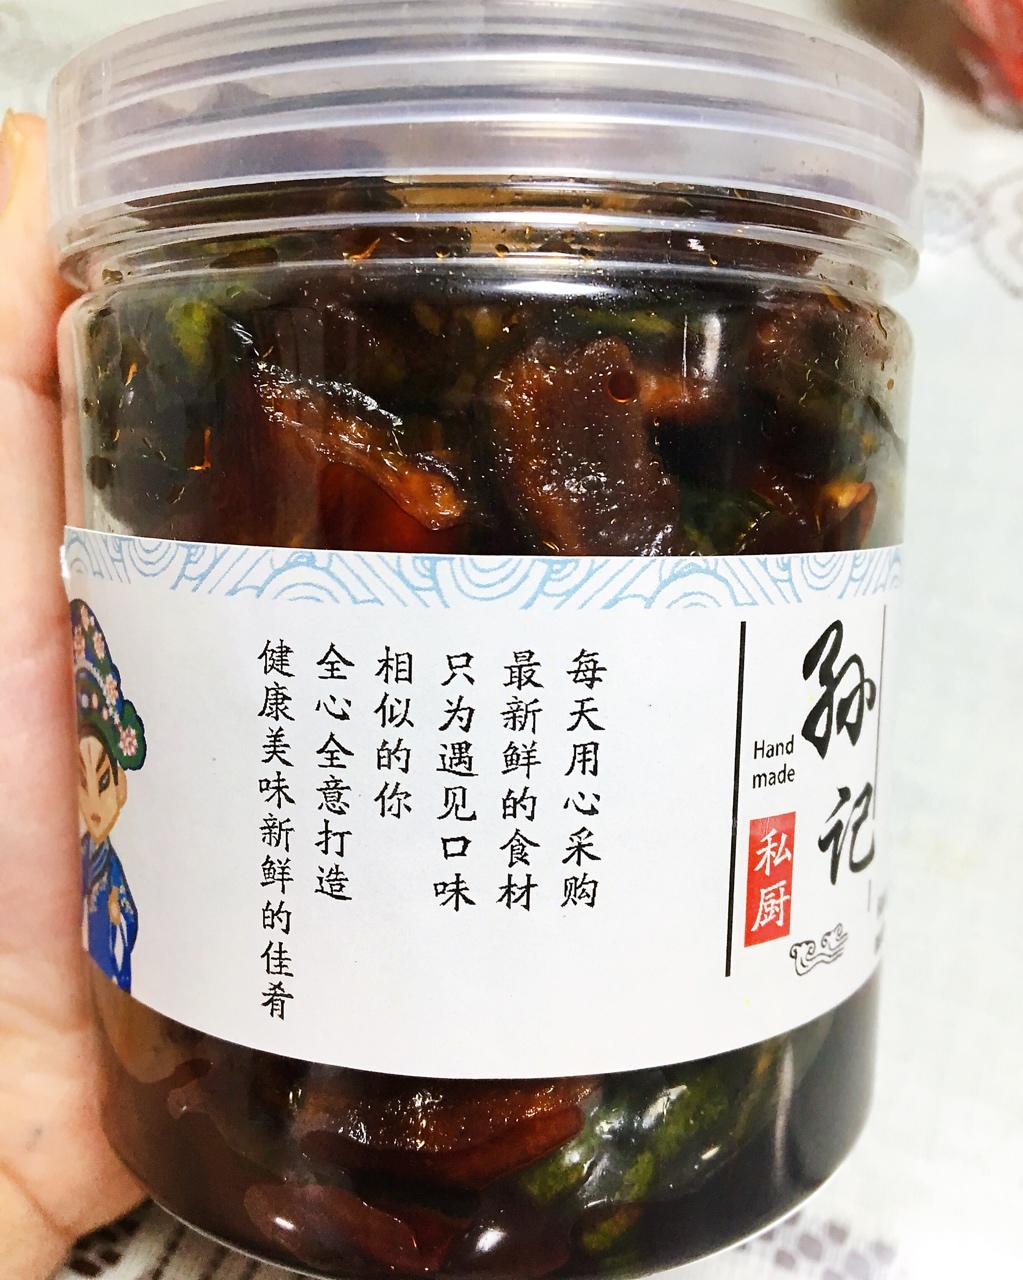 孙记
Hand
made
私厨
每天用心采购
最新鲜的食材
只为遇见口味
相似的你
全心全意打造
健康美味新鲜的佳肴